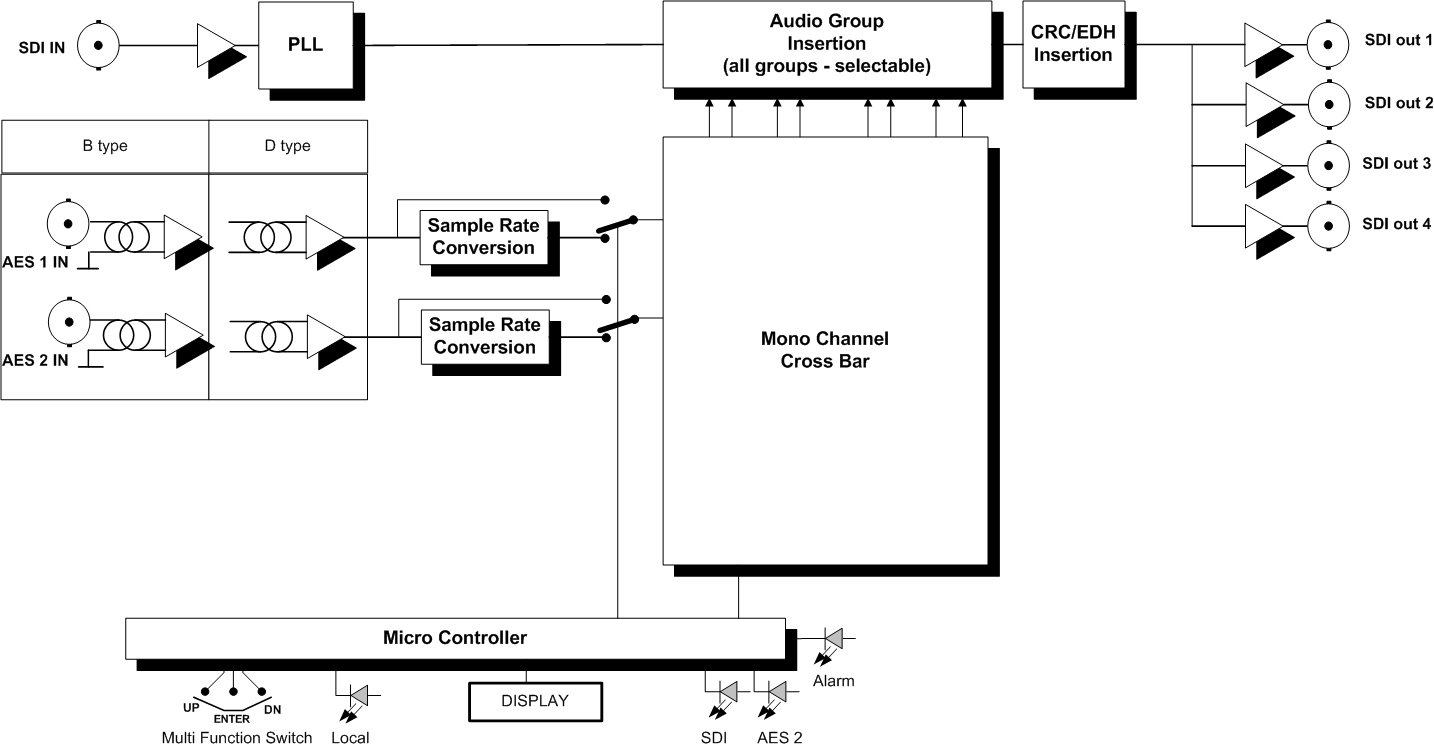 SDI IN
PLL
Audio Group
Insertion
(all groups - selectable)
CRC/EDH
Insertion
SDI out 1
SDI out 2
SDI out 3
SDI out 4
B type
D type
AES 1 IN
AES 2 IN
Sample Rate
Conversion
Sample Rate
Conversion
Mono Channel
Cross Bar
Micro Controller
Alarm
UP
ENTER
DN
Multi Function Switch
Local
DISPLAY
SDI
AES 2